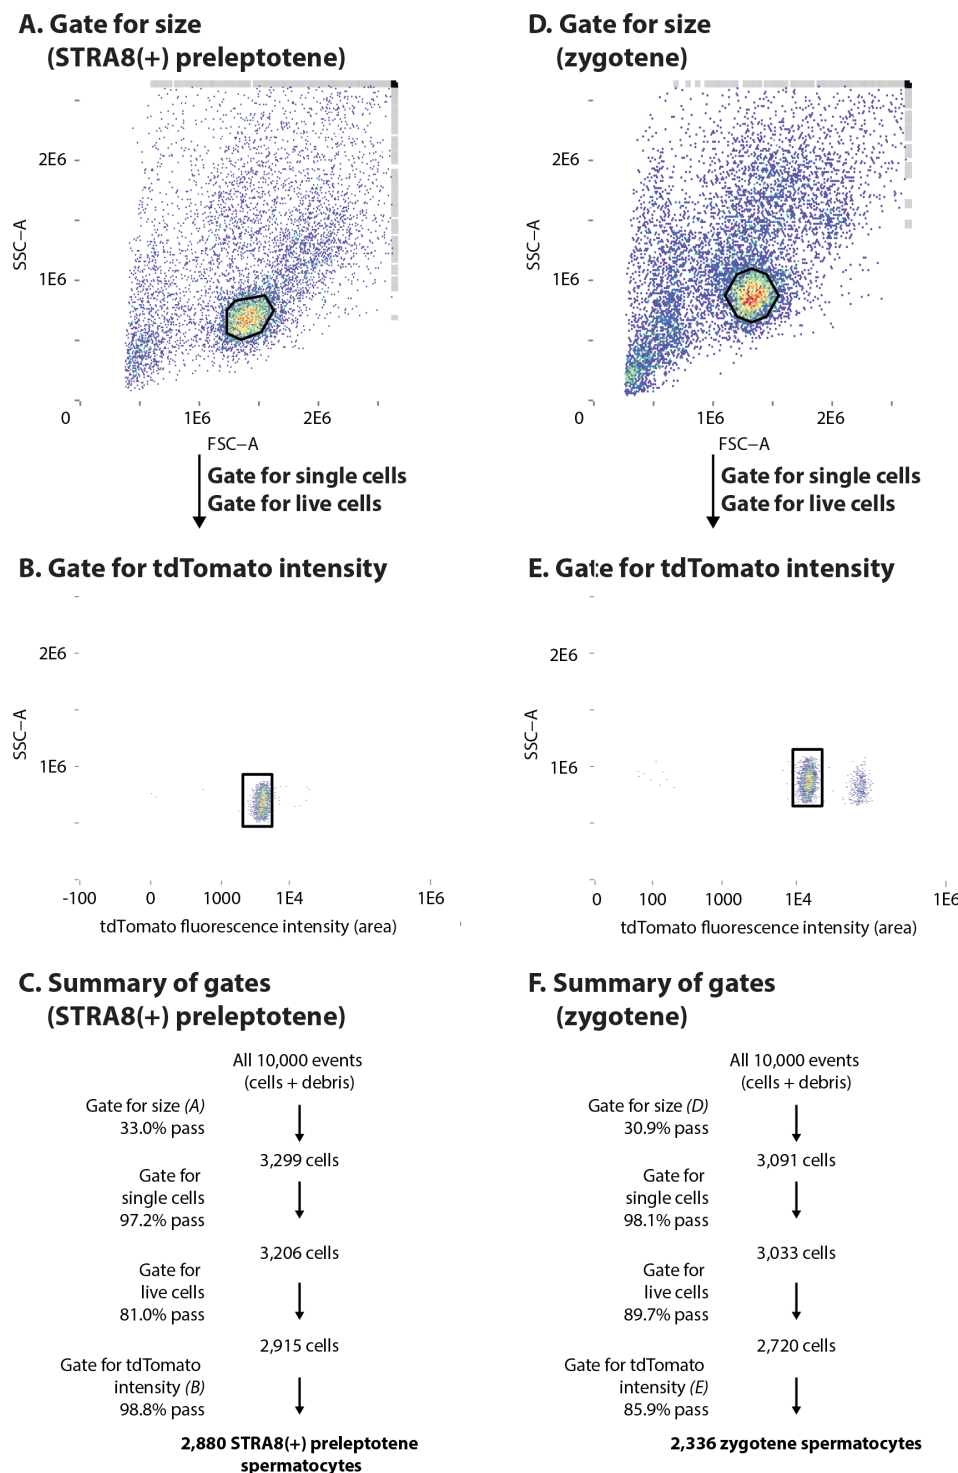 A. Gate for size
(STRA8(+) preleptotene)
2E6
1E6
SSC–A
0
1E6
2E6
FSC–A
Gate for single cells
Gate for live cells
B. Gate for tdTomato intensity
2E6
1E6
SSC–A
-100
0
1000
1E4
1E6
tdTomato fluorescence intensity (area)
C. Summary of gates
(STRA8(+) preleptotene)
All 10,000 events
(cells + debris)
Gate for size (A)
33.0% pass
3,299 cells
Gate for
single cells
97.2% pass
3,206 cells
Gate for
live cells
81.0% pass
2,915 cells
Gate for tdTomato
intensity (B)
98.8% pass
2,880 STRA8(+) preleptotene
spermatocytes
D. Gate for size
(zygotene)
2E6
1E6
SSC–A
0
1E6
2E6
FSC–A
Gate for single cells
Gate for live cells
E. Gate for tdTomato intensity
2E6
1E6
SSC–A
0
100
1000
1E4
1E6
tdTomato fluorescence intensity (area)
F. Summary of gates
(zygotene)
All 10,000 events
(cells + debris)
Gate for size (D)
30.9% pass
3,091 cells
Gate for
single cells
98.1% pass
3,033 cells
Gate for
live cells
89.7% pass
2,720 cells
Gate for tdTomato
intensity (E)
85.9% pass
2,336 zygotene spermatocytes